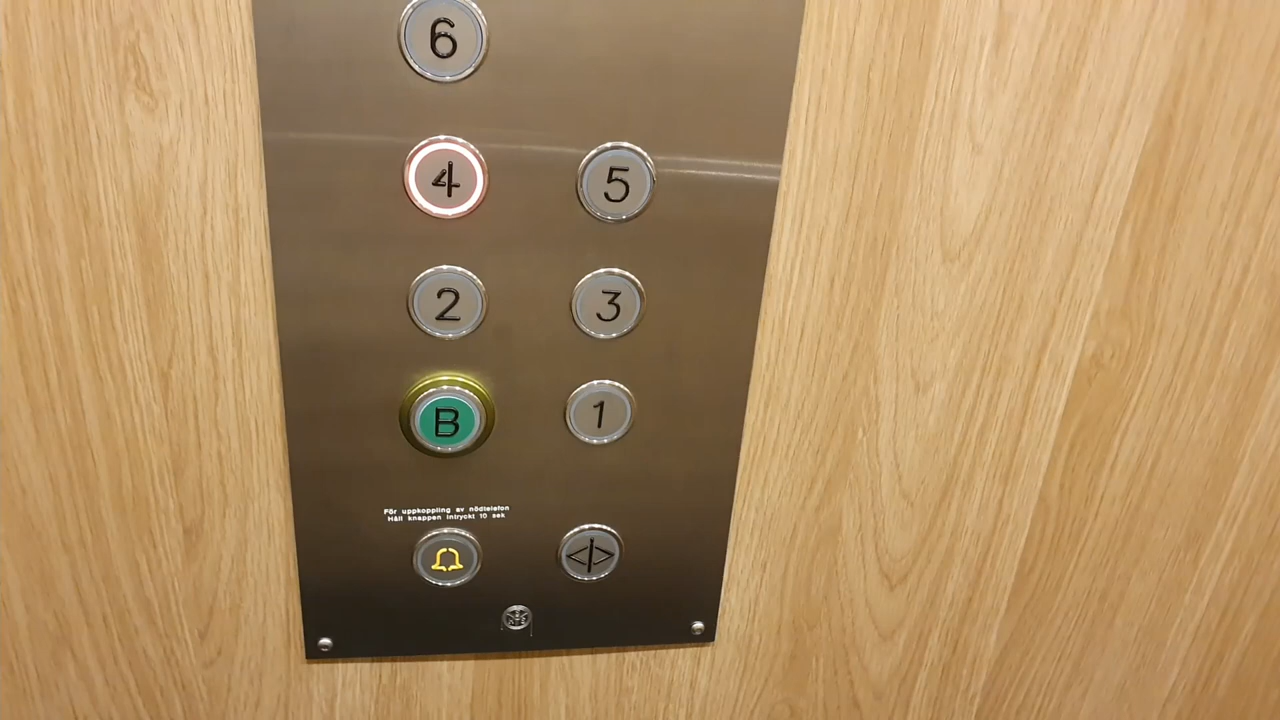 6
4 5
2 3
B 1
För uppkoppling av nödtelefon
Håll knappen intryckt 10 sek